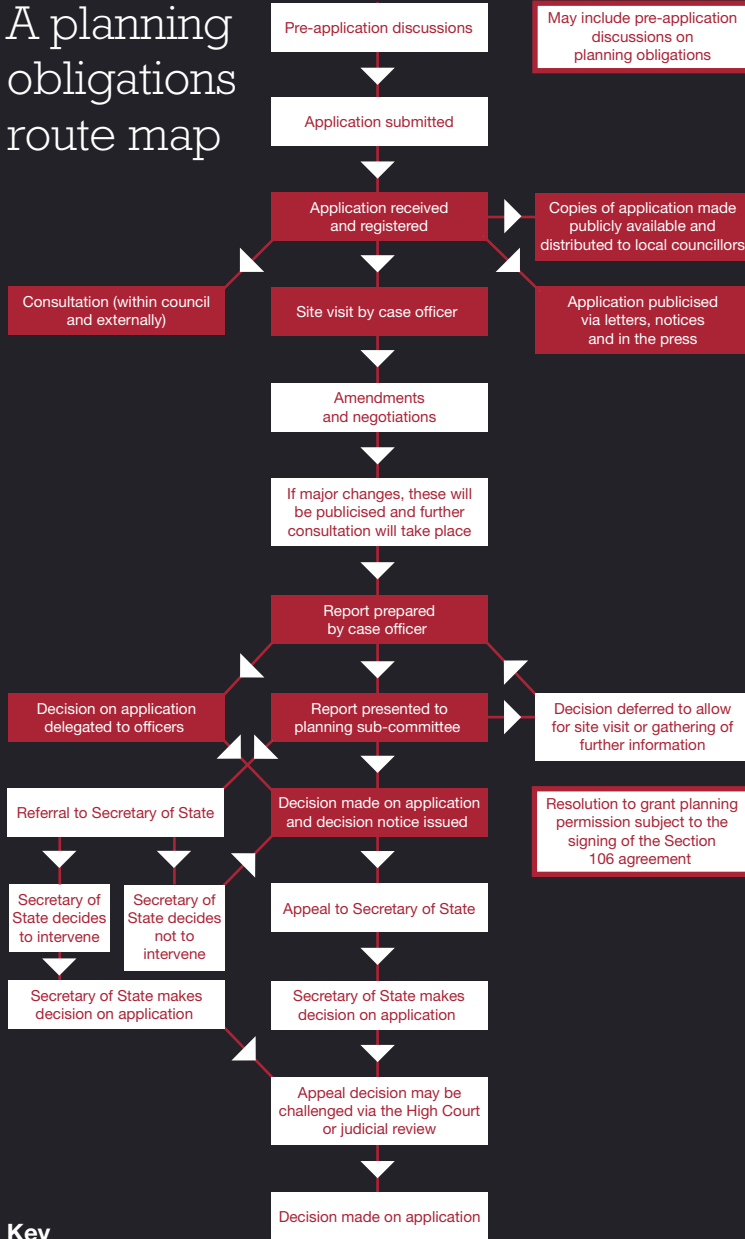 A planning
obligations
route map
Pre-application discussions
May include pre-application
discussions on
planning obligations
Application submitted
Application received
and registered
Copies of application made
publicly available and
distributed to local councillors
Consultation (within council
and externally)
Site visit by case officer
Application publicised
via letters, notices
and in the press
Amendments
and negotiations
If major changes, these will
be publicised and further
consultation will take place
Report prepared
by case officer
Decision on application
delegated to officers
Report presented to
planning sub-committee
Decision deferred to allow
for site visit or gathering of
further information
Referral to Secretary of State
Decision made on application
and decision notice issued
Resolution to grant planning
permission subject to the
signing of the Section
106 agreement
Secretary of
State decides
to intervene
Secretary of
State decides
not to
intervene
Appeal to Secretary of State
Secretary of State makes
decision on application
Secretary of State makes
decision on application
Appeal decision may be
challenged via the High Court
or judicial review
Decision made on application
Key